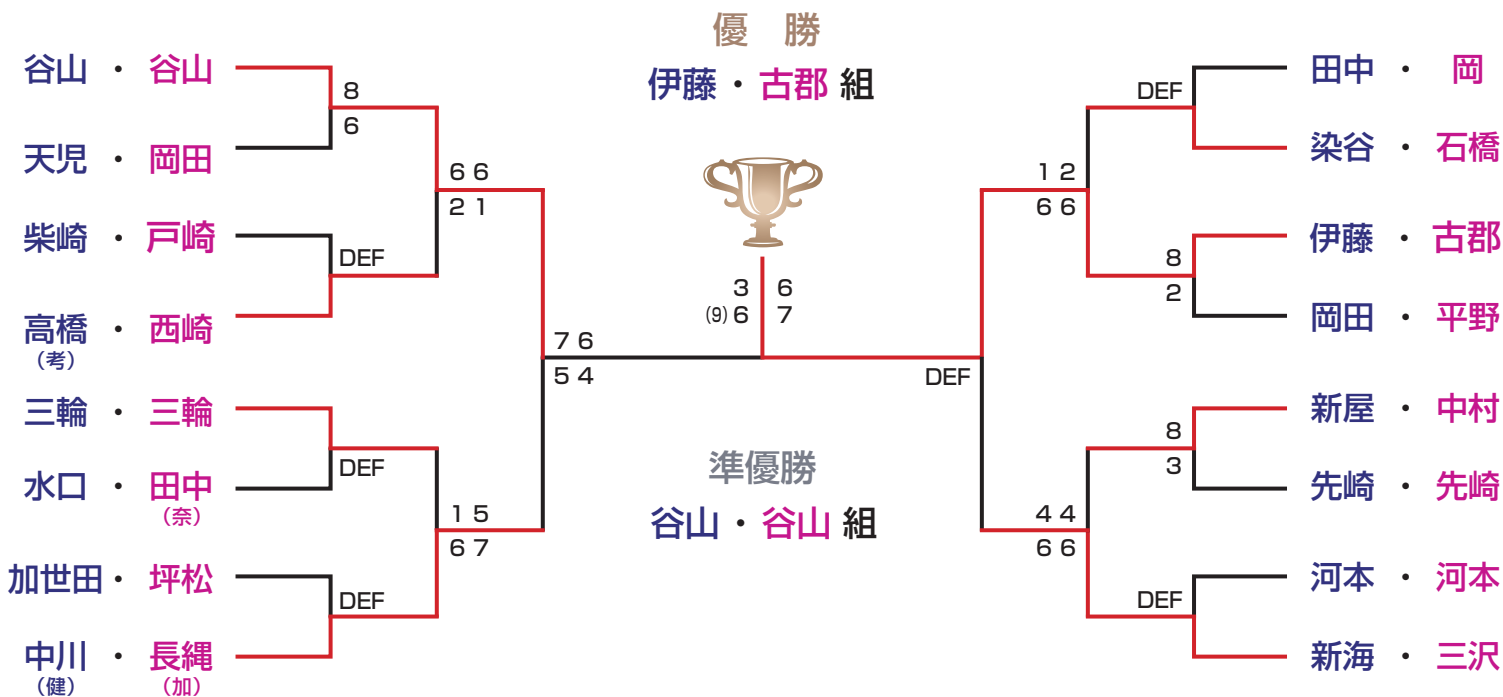 優 勝
伊藤・古郡 組
谷山・谷山
8
6
天児・岡田
6 6
2 1
柴崎・戸崎
DEF
高橋・西崎
(考)
7 6
5 4
三輪・三輪
DEF
水口・田中
(奈)
1 5
6 7
加世田・坪松
DEF
中川・長縄
(健) (加)
3 6
(9) 6 7
準優勝
谷山・谷山 組
田中・岡
DEF
染谷・石橋
1 2
6 6
伊藤・古郡
8
2
岡田・平野
DEF
新屋・中村
8
3
先崎・先崎
4 4
6 6
河本・河本
DEF
新海・三沢